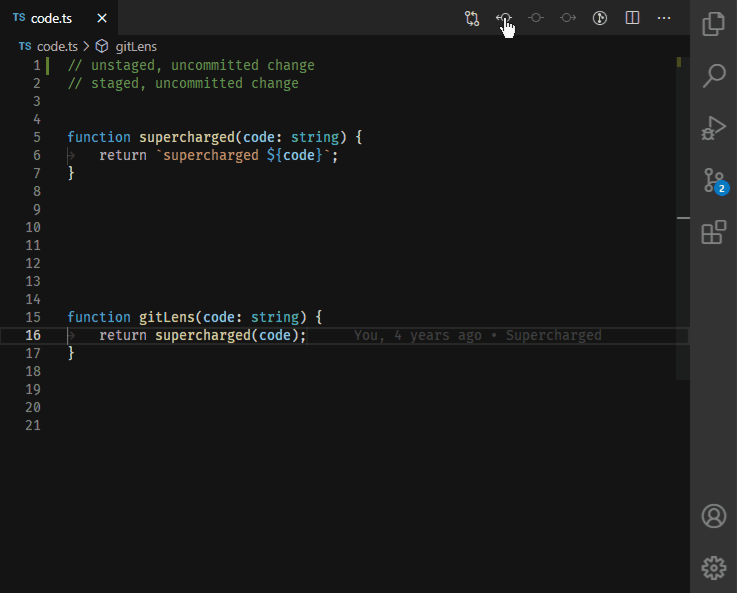 TS code.ts
TS code.ts > gitLens
1 // unstaged, uncommitted change
2 // staged, uncommitted change
3
4
5 function supercharged(code: string) {
6 return `supercharged ${code}`;
7 }
8
9
10
11
12
13
14
15 function gitLens(code: string) {
16 return supercharged(code); You, 4 years ago • Supercharged
17 }
18
19
20
21
2